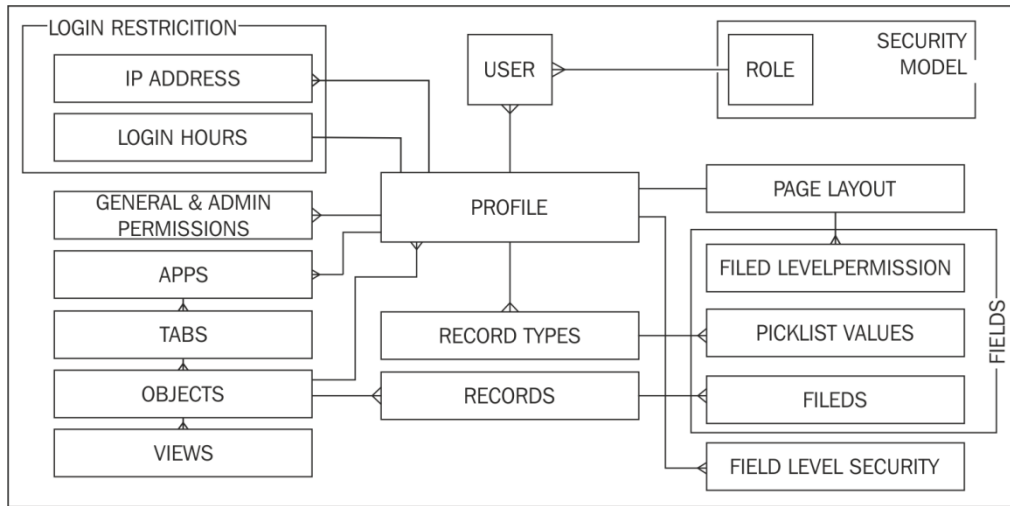 LOGIN RESTRICITION
IP ADDRESS
LOGIN HOURS
USER
SECURITY
MODEL
ROLE
GENERAL & ADMIN
PERMISSIONS
PROFILE
PAGE LAYOUT
APPS
FILED LEVELPERMISSION
TABS
RECORD TYPES
PICKLIST VALUES
FIELDS
OBJECTS
RECORDS
FILEDS
VIEWS
FIELD LEVEL SECURITY